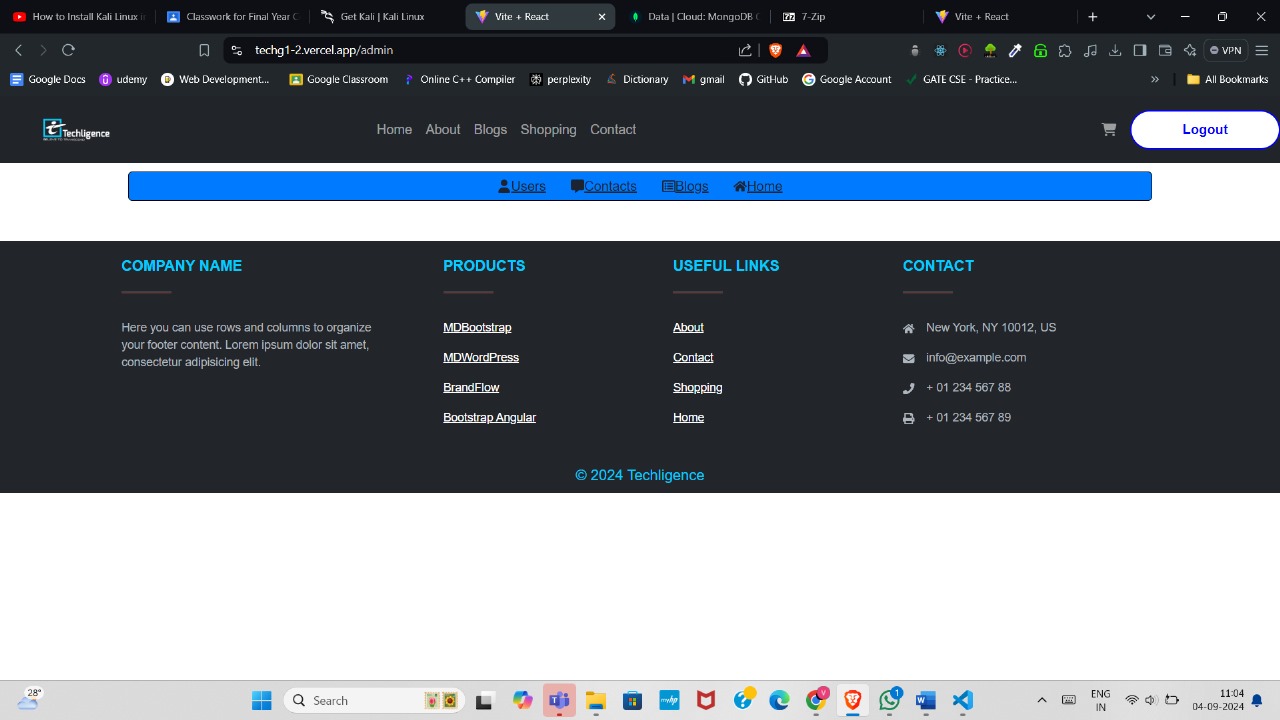 How to Install Kali Linux in
Classwork for Final Year C
Get Kali | Kali Linux
Vite + React
Data | Cloud: MongoDB C
7-Zip
Vite + React
techg1-2.vercel.app/admin
VPN
Google Docs
udemy
Web Development...
Google Classroom
Online C++ Compiler
perplexity
Dictionary
gmail
GitHub
Google Account
GATE CSE - Practice...
All Bookmarks
Techligence
Home
About
Blogs
Shopping
Contact
Logout
Users
Contacts
Blogs
Home
COMPANY NAME
Here you can use rows and columns to organize
your footer content. Lorem ipsum dolor sit amet,
consectetur adipisicing elit.
PRODUCTS
MDBootstrap
MDWordPress
BrandFlow
Bootstrap Angular
USEFUL LINKS
About
Contact
Shopping
Home
CONTACT
New York, NY 10012, US
info@example.com
+ 01 234 567 88
+ 01 234 567 89
© 2024 Techligence
28°
Search
ENG
IN
11:04
04-09-2024